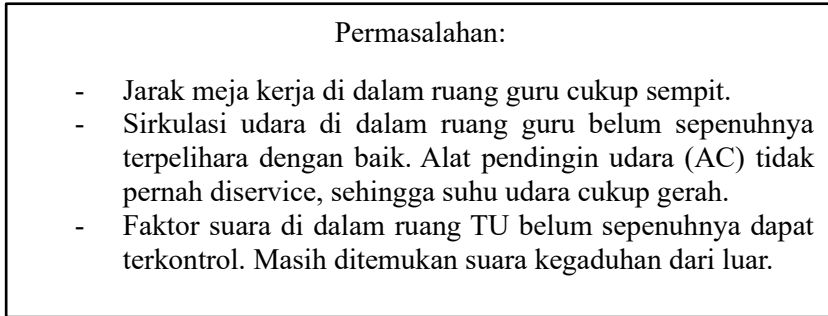 Permasalahan:
- Jarak meja kerja di dalam ruang guru cukup sempit.
- Sirkulasi udara di dalam ruang guru belum sepenuhnya
terpelihara dengan baik. Alat pendingin udara (AC) tidak
pernah diservice, sehingga suhu udara cukup gerah.
- Faktor suara di dalam ruang TU belum sepenuhnya dapat
terkontrol. Masih ditemukan suara kegaduhan dari luar.